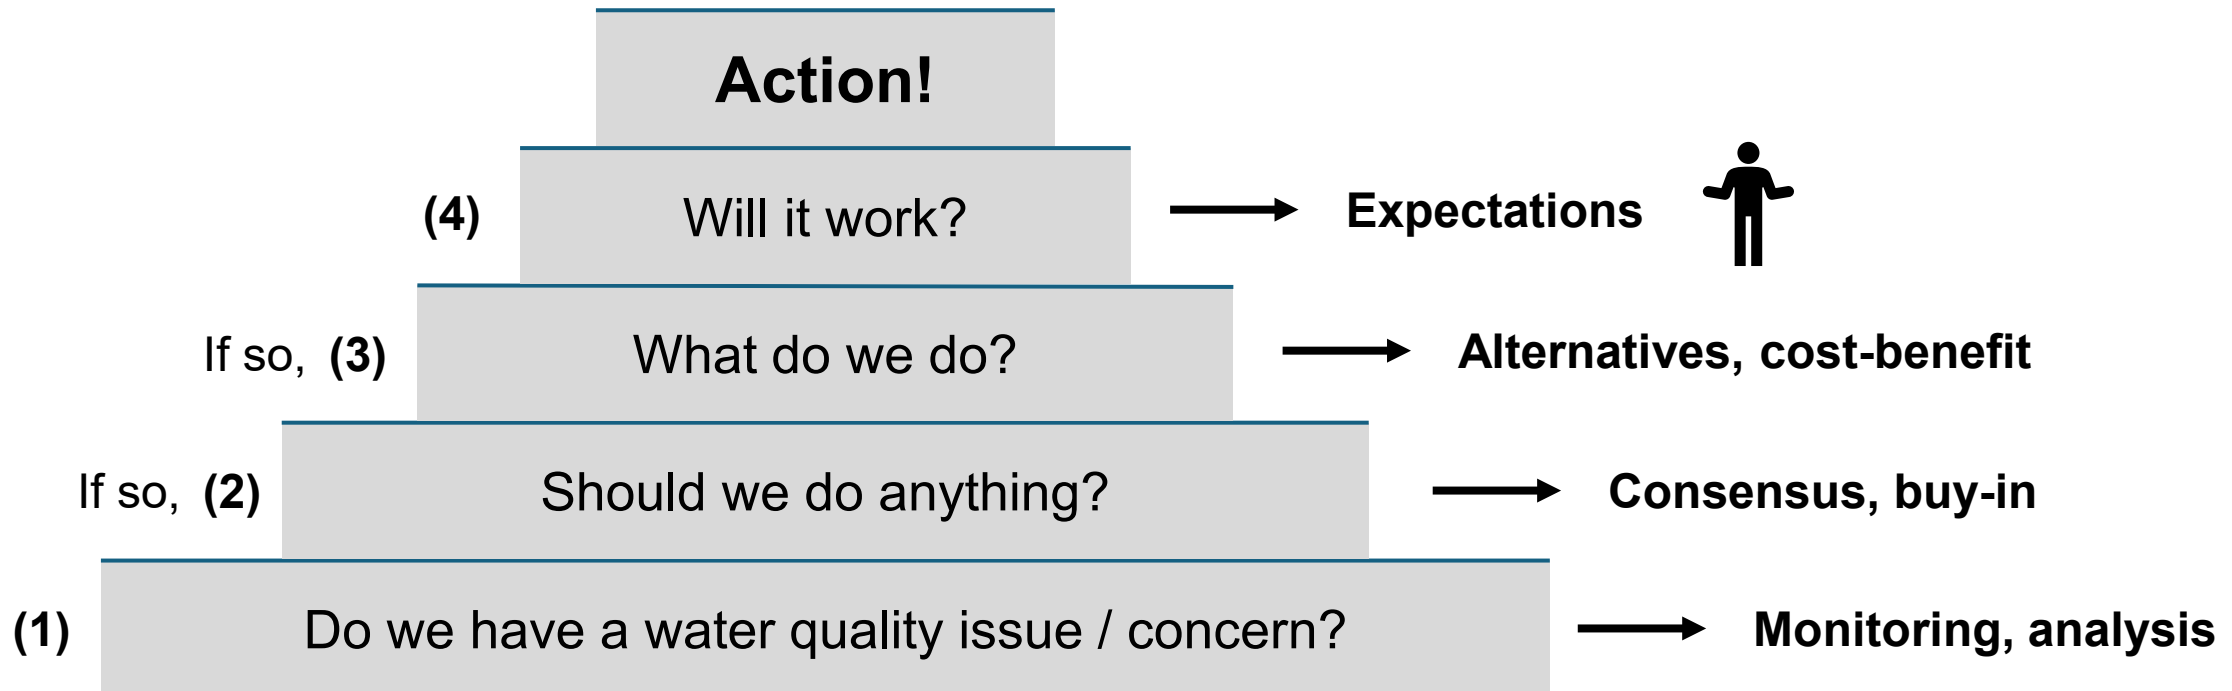 Action!
(4) Will it work? Expectations
If so, (3) What do we do? Alternatives, cost-benefit
If so, (2) Should we do anything? Consensus, buy-in
(1) Do we have a water quality issue / concern? Monitoring, analysis